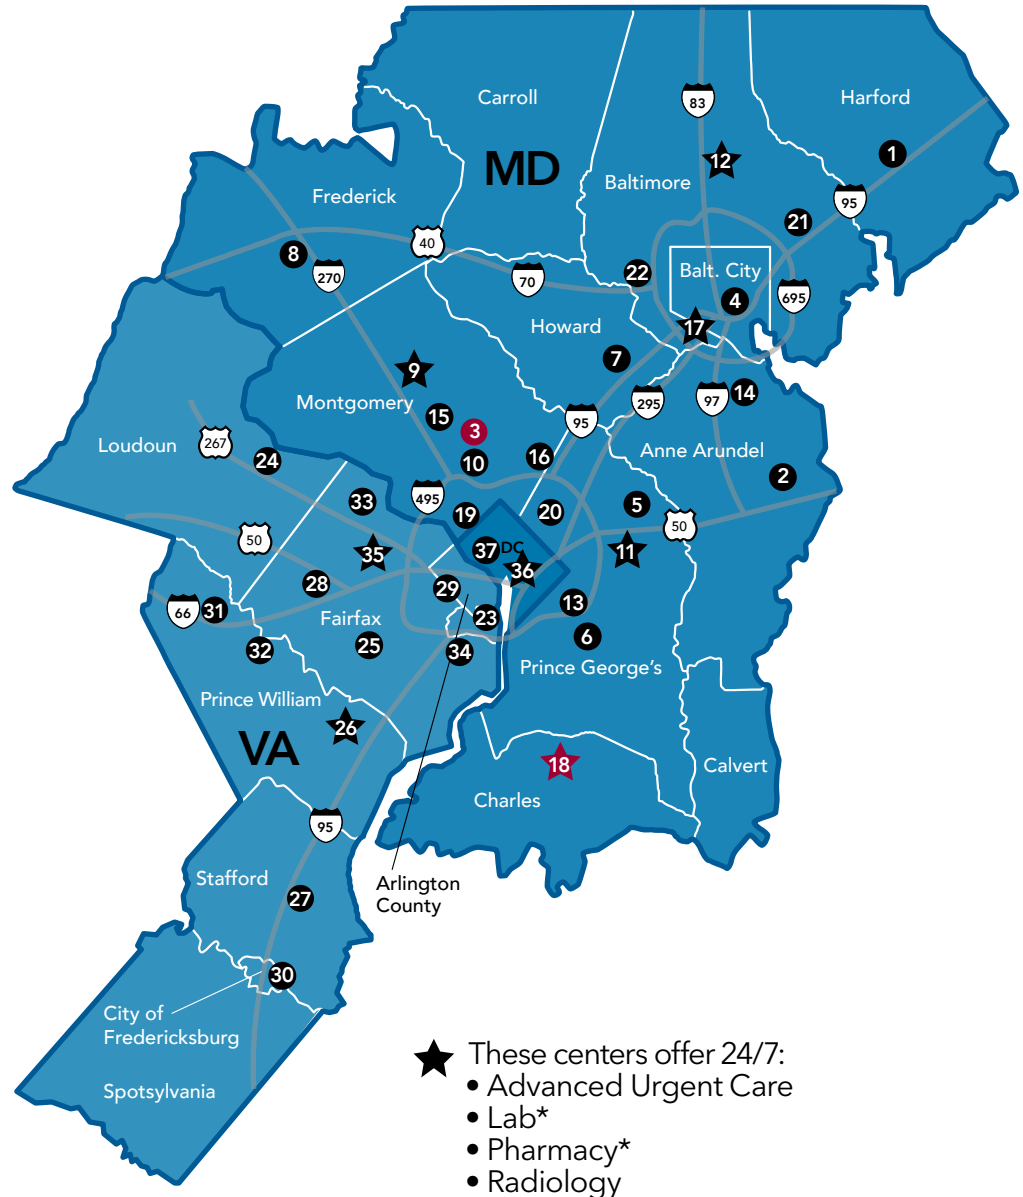 Carroll
83
Harford
MD
12
1
Baltimore
Frederick
95
21
40
8
270
70
22
Balt. City
4
695
17
Howard
7
9
14
97
295
Montgomery
15
3
95
Loudoun
267
24
10
16
Anne Arundel
2
33
495
19
20
5
50
50
35
37
DC
36
11
28
29
13
66
31
Fairfax
23
6
32
25
34
Prince George's
Prince William
26
VA
18
Calvert
Charles
95
Stafford
27
Arlington
County
30
City of
Fredericksburg
Spotsylvania
These centers offer 24/7:
• Advanced Urgent Care
• Lab*
• Pharmacy*
• Radiology